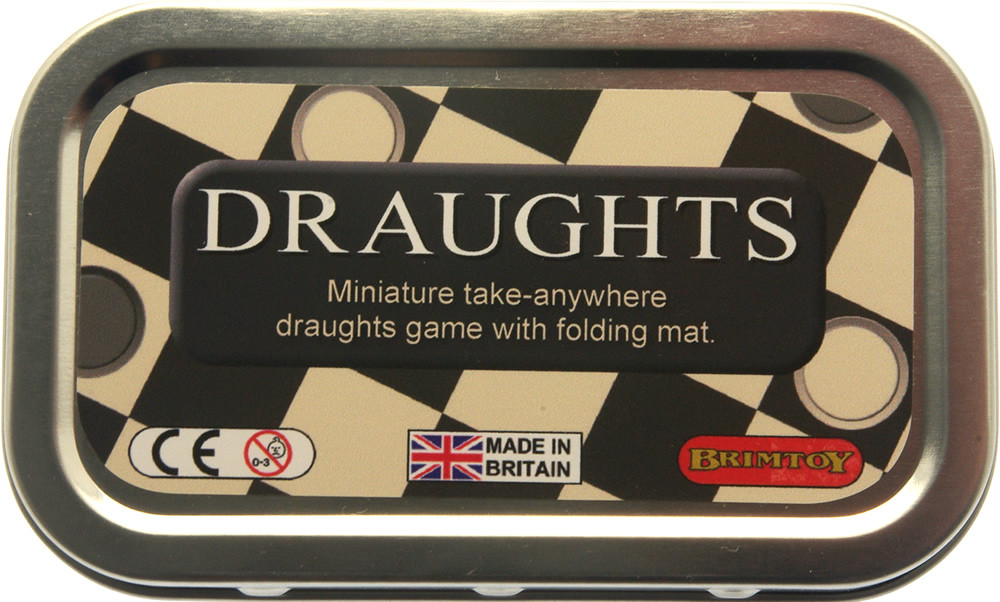 DRAUGHTS
Miniature take-anywhere
draughts game with folding mat.
CE
0-3
MADE IN
BRITAIN
BRIMTOY